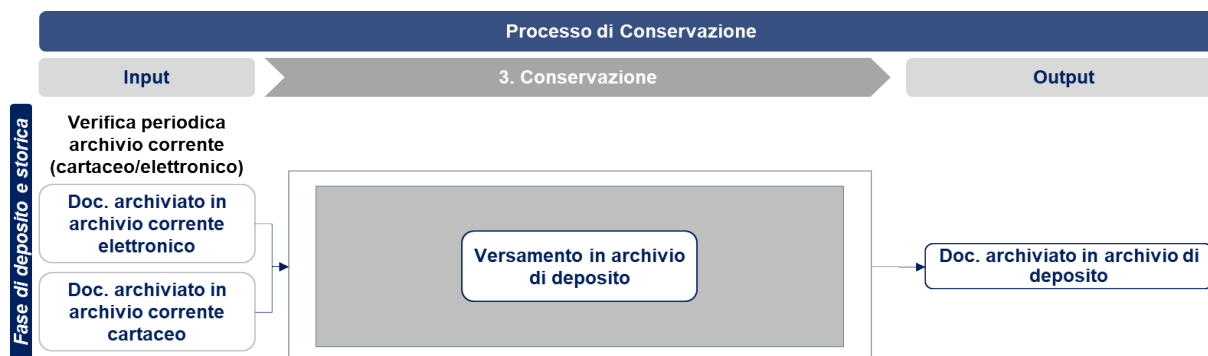 Processo di Conservazione
Input
3. Conservazione
Output
Fase di deposito e storica
Verifica periodica
archivio corrente
(cartaceo/elettronico)
Doc. archiviato in
archivio corrente
elettronico
Doc. archiviato in
archivio corrente
cartaceo
Versamento in archivio
di deposito
Doc. archiviato in archivio di
deposito